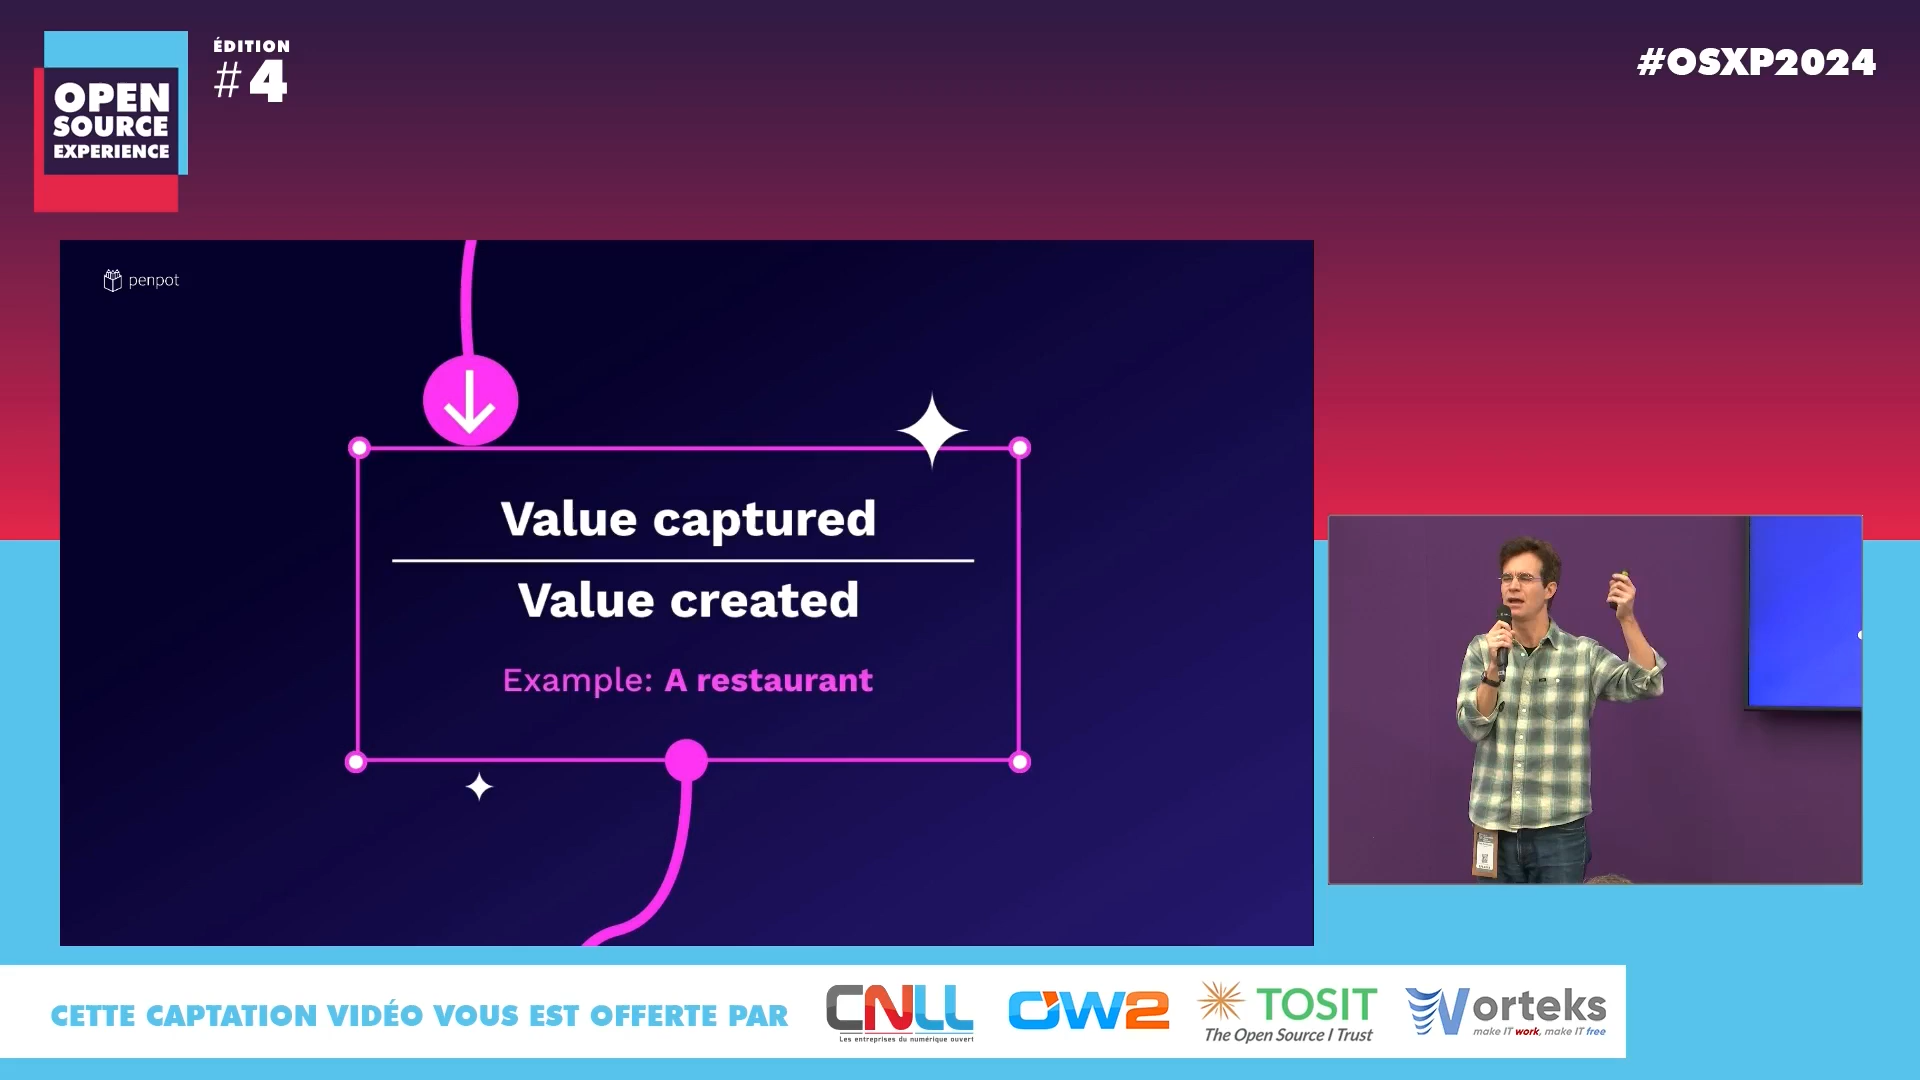 OPEN
SOURCE
EXPERIENCE
ÉDITION
#4
#OSXP2024
penpot
Value captured
Value created
Example: A restaurant
CETTE CAPTATION VIDÉO VOUS EST OFFERTE PAR
CNLL
Les entreprises du numérique ouvert
OW2
TOSIT
The Open Source I Trust
Worteks
make IT work, make IT free